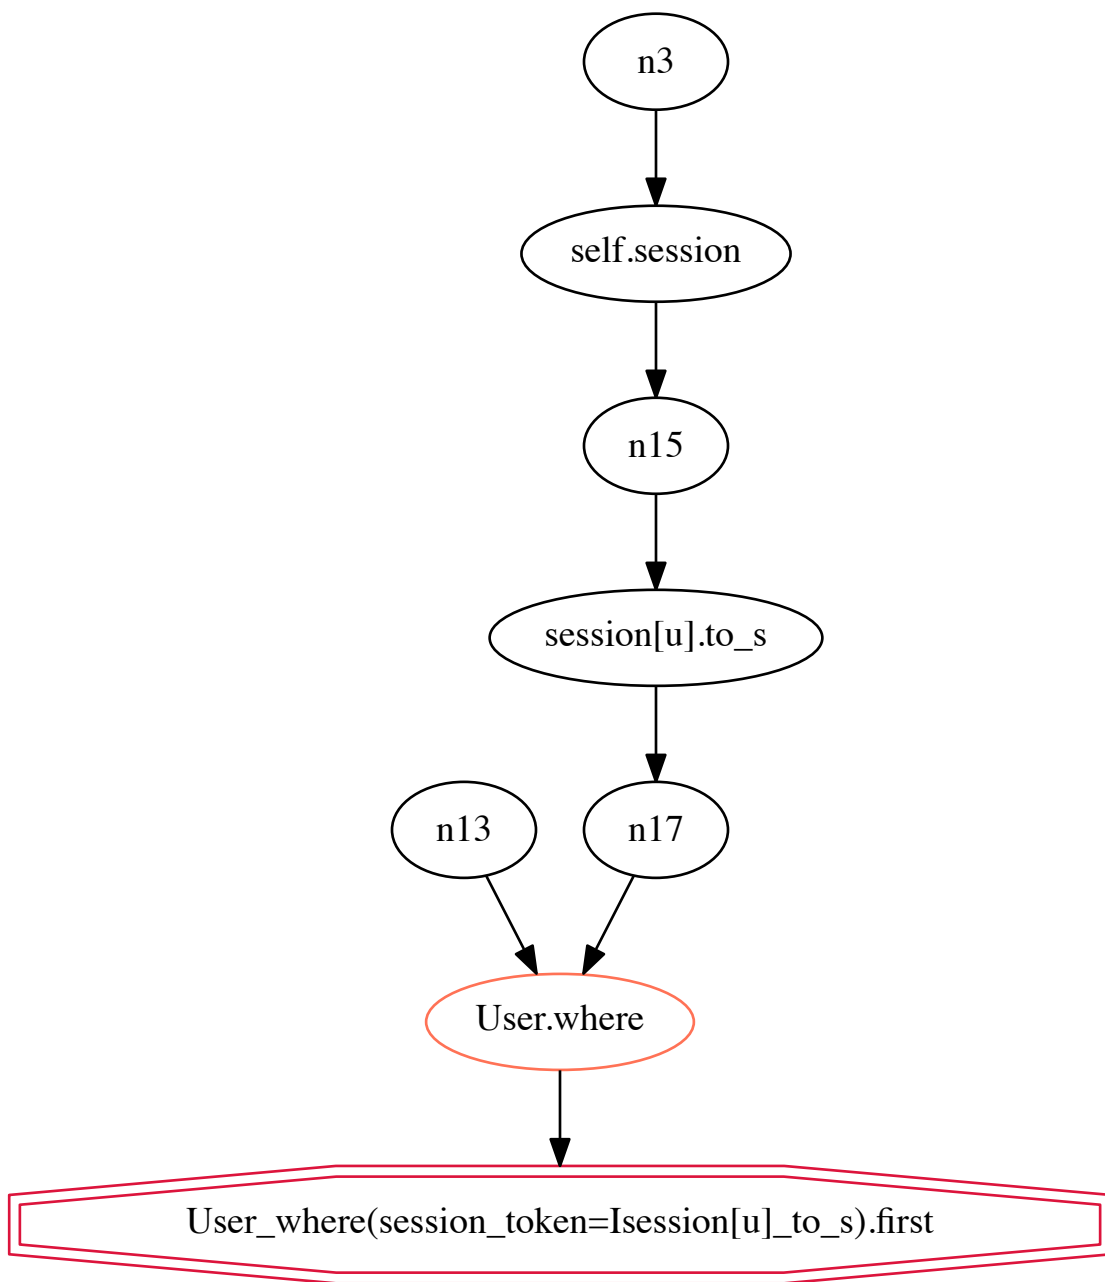 n3
self.session
n15
session[u].to_s
n13
n17
User.where
User_where(session_token=Isession[u]_to_s).first